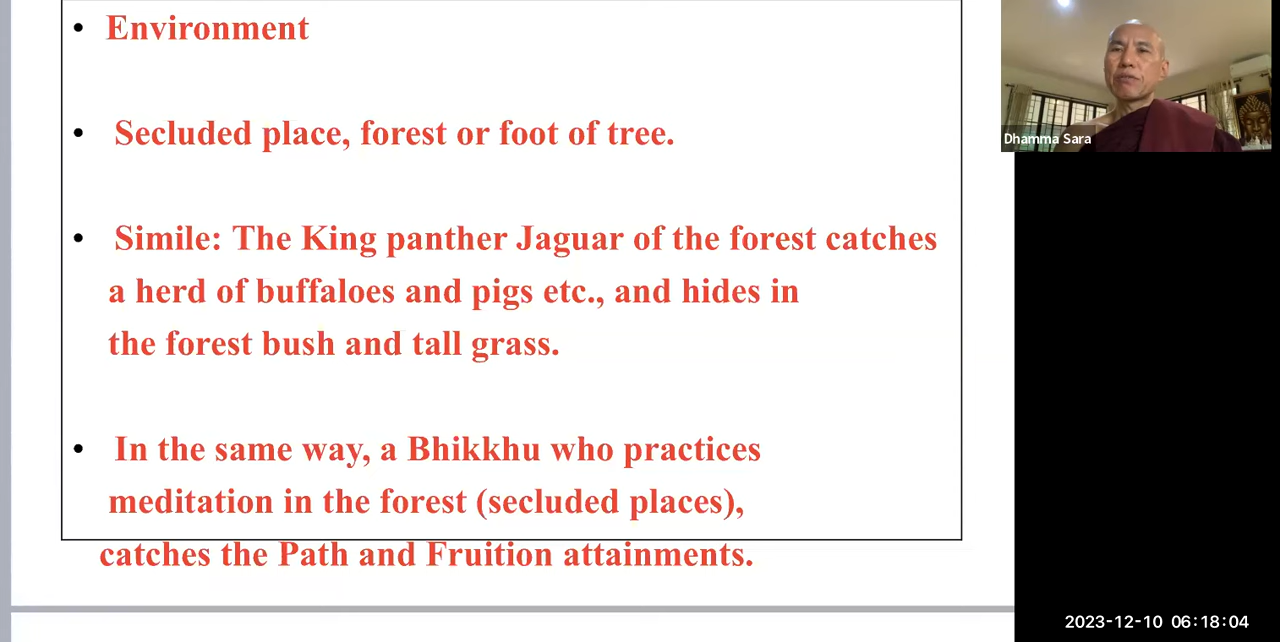 • Environment
• Secluded place, forest or foot of tree.
• Simile: The King panther Jaguar of the forest catches
a herd of buffaloes and pigs etc., and hides in
the forest bush and tall grass.
• In the same way, a Bhikkhu who practices
meditation in the forest (secluded places),
catches the Path and Fruition attainments.
Dhamma Sara
2023-12-10 06:18:04